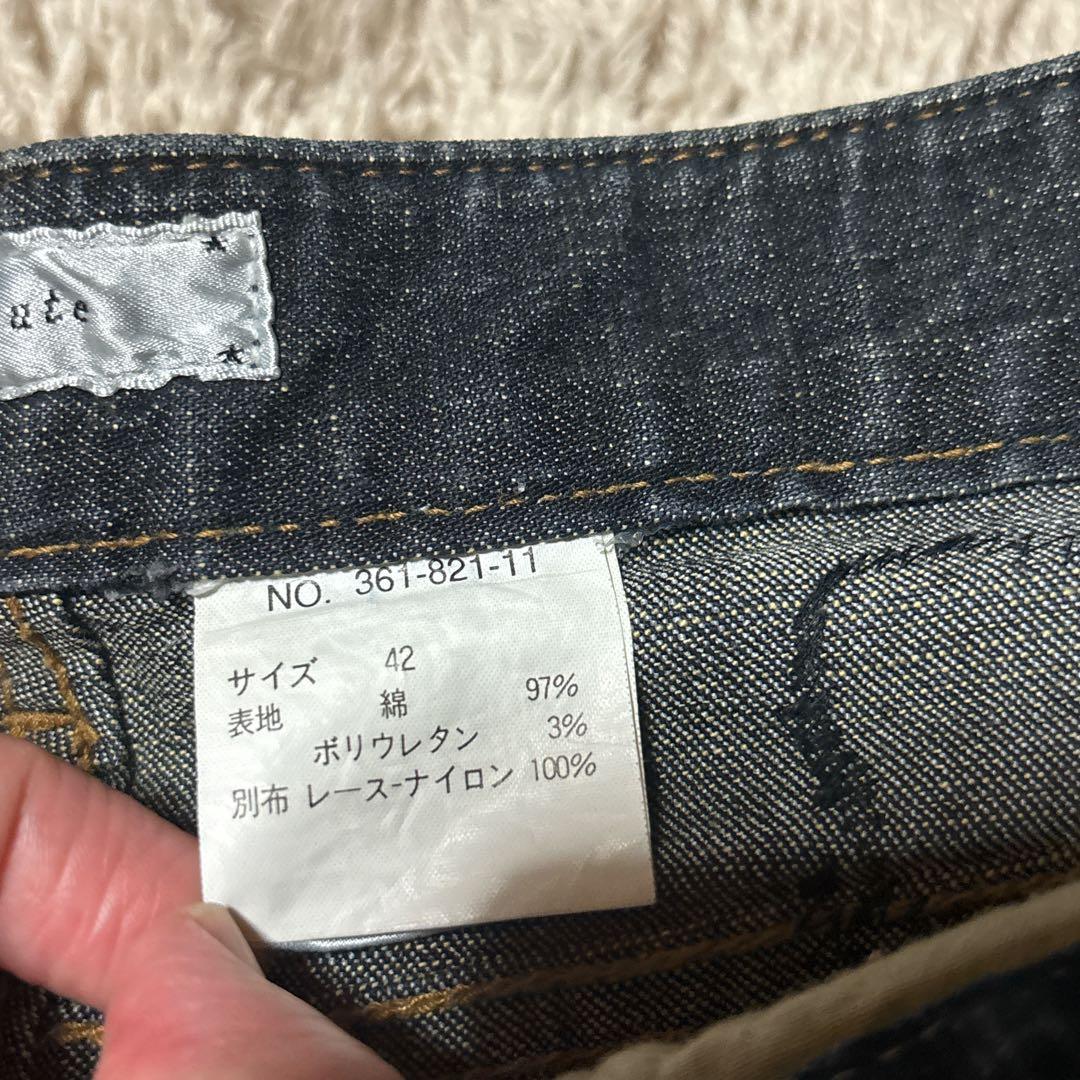 ute
NO. 361-821-11
サイズ 42
表地 綿 97%
ポリウレタン 3%
別布 レース-ナイロン 100%